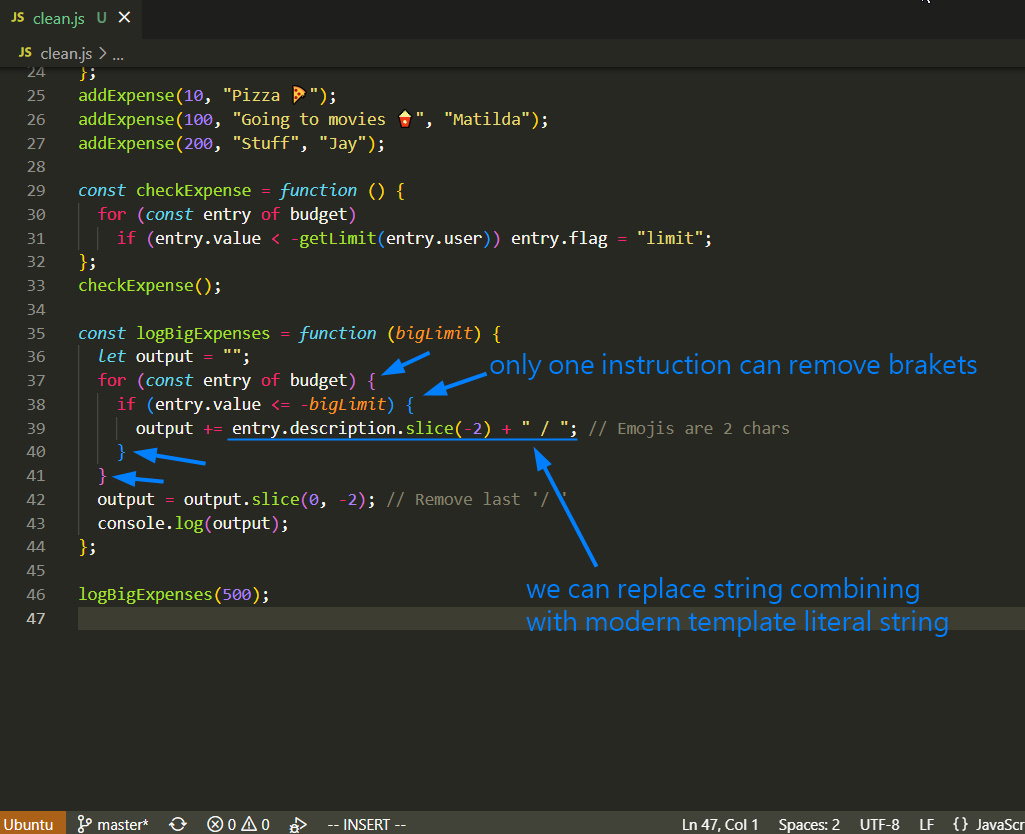 JS clean.js U ✕
JS clean.js > ...
24 };
25 addExpense(10, "Pizza 🍕");
26 addExpense(100, "Going to movies 🍿", "Matilda");
27 addExpense(200, "Stuff", "Jay");
28
29 const checkExpense = function () {
30 for (const entry of budget)
31 if (entry.value < -getLimit(entry.user)) entry.flag = "limit";
32 };
33 checkExpense();
34
35 const logBigExpenses = function (bigLimit) {
36 let output = "";
37 for (const entry of budget) {
only one instruction can remove brakets
38 if (entry.value <= -bigLimit) {
39 output += entry.description.slice(-2) + " / "; // Emojis are 2 chars
40 }
41 }
42 output = output.slice(0, -2); // Remove last '/ '
43 console.log(output);
44 };
45
46 logBigExpenses(500);
we can replace string combining
with modern template literal string
47
Ubuntu master* 0 0 -- INSERT -- Ln 47, Col 1 Spaces: 2 UTF-8 LF {} JavaScr